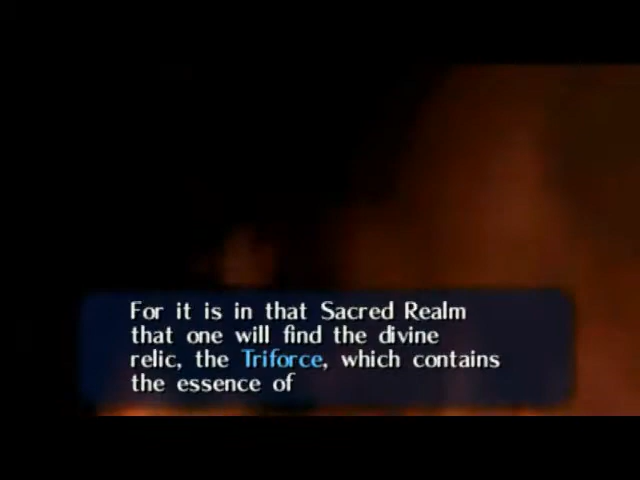 For it is in that Sacred Realm
that one will find the divine
relic, the Triforce, which contains
the essence of